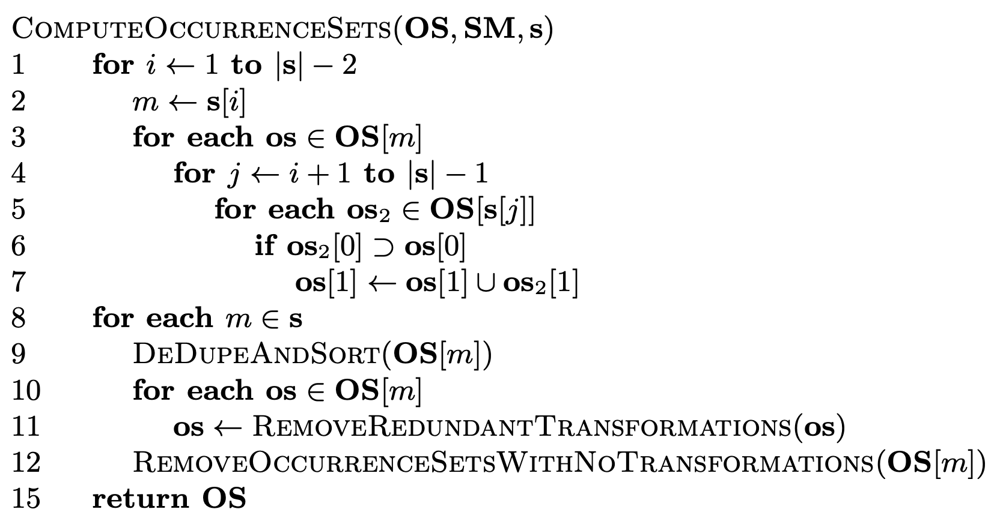 COMPUTEOCCURRENCESETS(OS, SM, s)
1 for i ← 1 to |s| − 2
2 m ← s[i]
3 for each os ∈ OS[m]
4 for j ← i + 1 to |s| − 1
5 for each os₂ ∈ OS[s[j]]
6 if os₂[0] ⊃ os[0]
7 os[1] ← os[1] ∪ os₂[1]
8 for each m ∈ s
9 DEDUPEANDSORT(OS[m])
10 for each os ∈ OS[m]
11 os ← REMOVEREDUNDANTTRANSFORMATIONS(os)
12 REMOVEOCCURRENCESETSWITHNOTRANSFORMATIONS(OS[m])
15 return OS